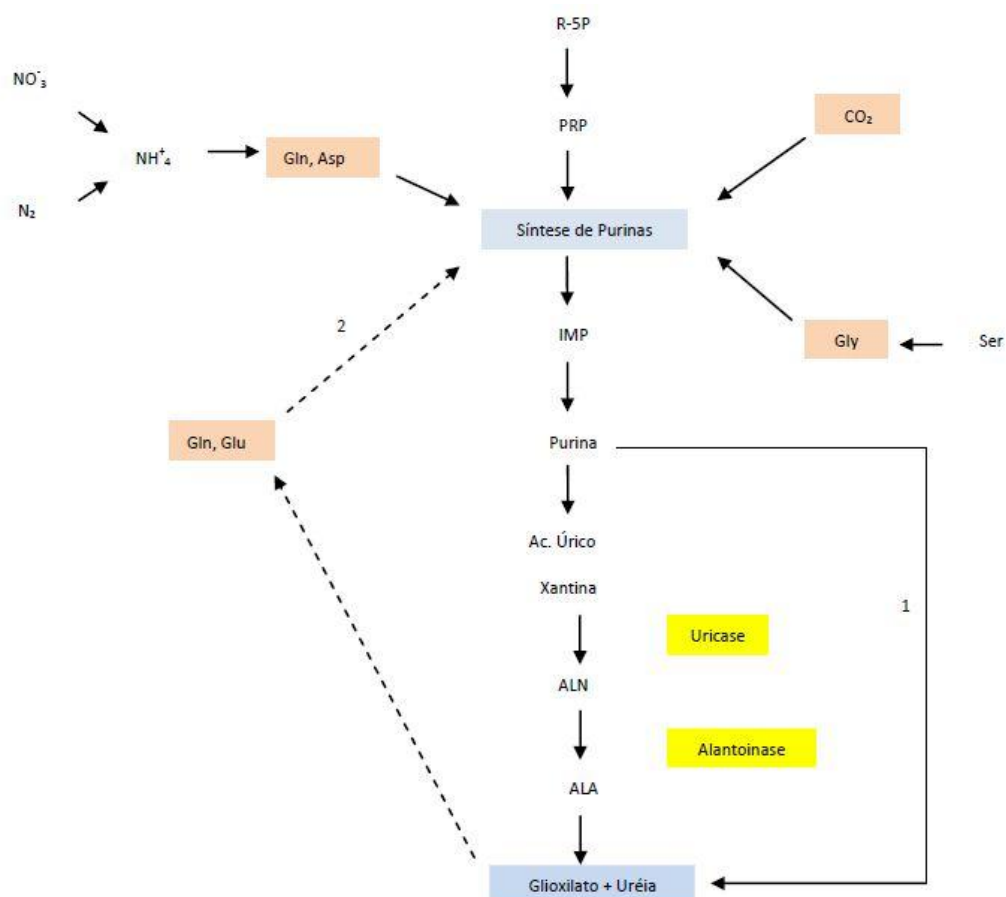 R-5P
NO⁻₃
PRP
CO₂
NH⁺₄
Gln, Asp
N₂
Síntese de Purinas
2
IMP
Gly
Ser
Gln, Glu
Purina
Ac. Úrico
Xantina
1
Uricase
ALN
Alantoinase
ALA
Glioxilato + Uréia